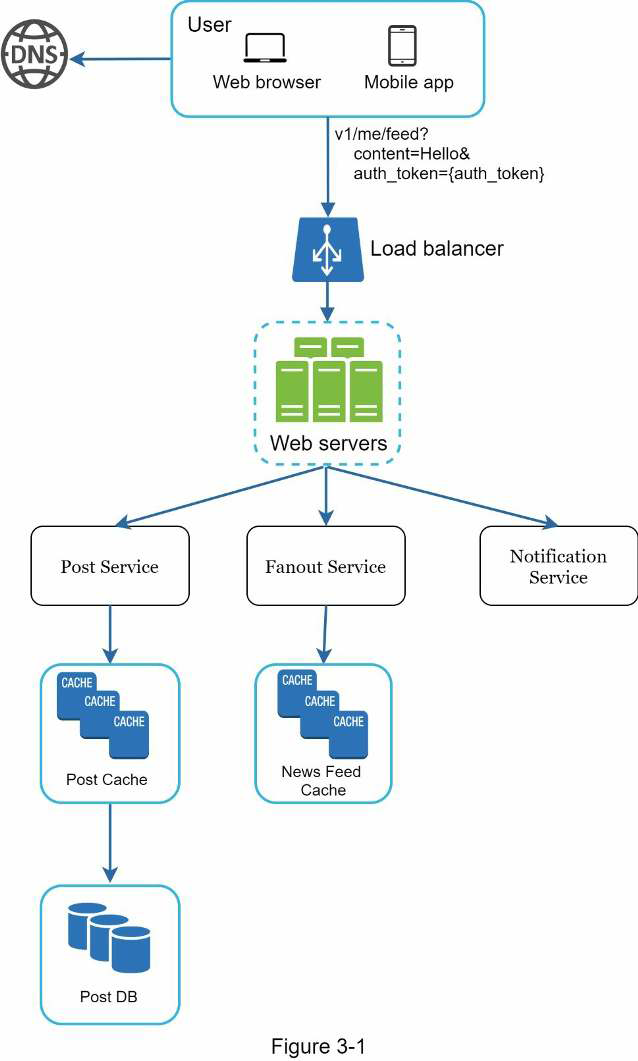 User
DNS
Web browser
Mobile app
v1/me/feed?
content=Hello&
auth_token={auth_token}
Load balancer
Web servers
Post Service
Fanout Service
Notification
Service
CACHE
CACHE
CACHE
Post Cache
CACHE
CACHE
CACHE
News Feed
Cache
Post DB
Figure 3-1